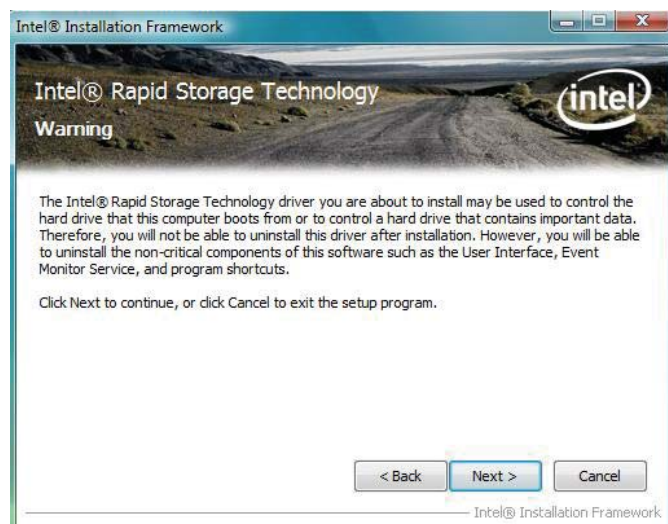 Intel® Installation Framework
Intel® Rapid Storage Technology
Warning
intel
The Intel® Rapid Storage Technology driver you are about to install may be used to control the
hard drive that this computer boots from or to control a hard drive that contains important data.
Therefore, you will not be able to uninstall this driver after installation. However, you will be able
to uninstall the non-critical components of this software such as the User Interface, Event
Monitor Service, and program shortcuts.
Click Next to continue, or click Cancel to exit the setup program.
< Back Next > Cancel
Intel® Installation Framework